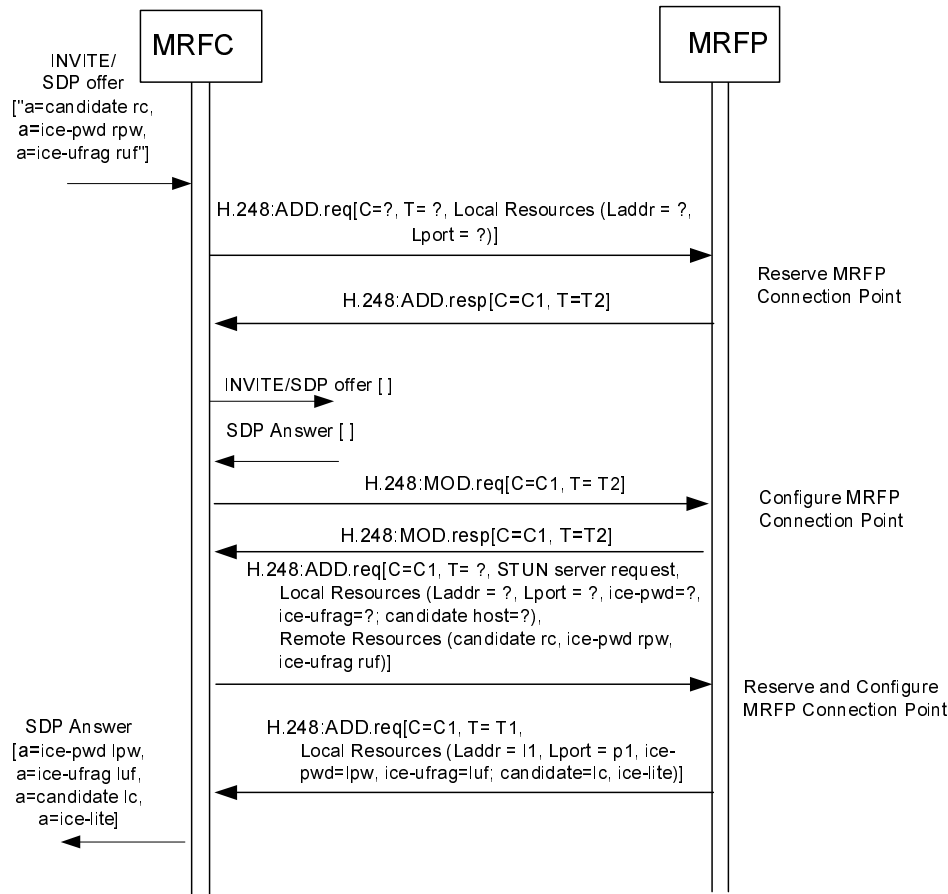 MRFC
MRFP
INVITE/
SDP offer
["a=candidate rc,
a=ice-pwd rpw,
a=ice-ufrag ruf"]
H.248:ADD.req[C=?, T= ?, Local Resources (Laddr = ?,
Lport = ?)]
Reserve MRFP
Connection Point
H.248:ADD.resp[C=C1, T=T2]
INVITE/SDP offer [ ]
SDP Answer [ ]
H.248:MOD.req[C=C1, T= T2]
Configure MRFP
Connection Point
H.248:MOD.resp[C=C1, T=T2]
H.248:ADD.req[C=C1, T= ?, STUN server request,
Local Resources (Laddr = ?, Lport = ?, ice-pwd=?,
ice-ufrag=?; candidate host=?),
Remote Resources (candidate rc, ice-pwd rpw,
ice-ufrag ruf)]
Reserve and Configure
MRFP Connection Point
H.248:ADD.req[C=C1, T= T1,
Local Resources (Laddr = l1, Lport = p1, ice-
pwd=lpw, ice-ufrag=luf; candidate=lc, ice-lite)]
SDP Answer
[a=ice-pwd lpw,
a=ice-ufrag luf,
a=candidate lc,
a=ice-lite]